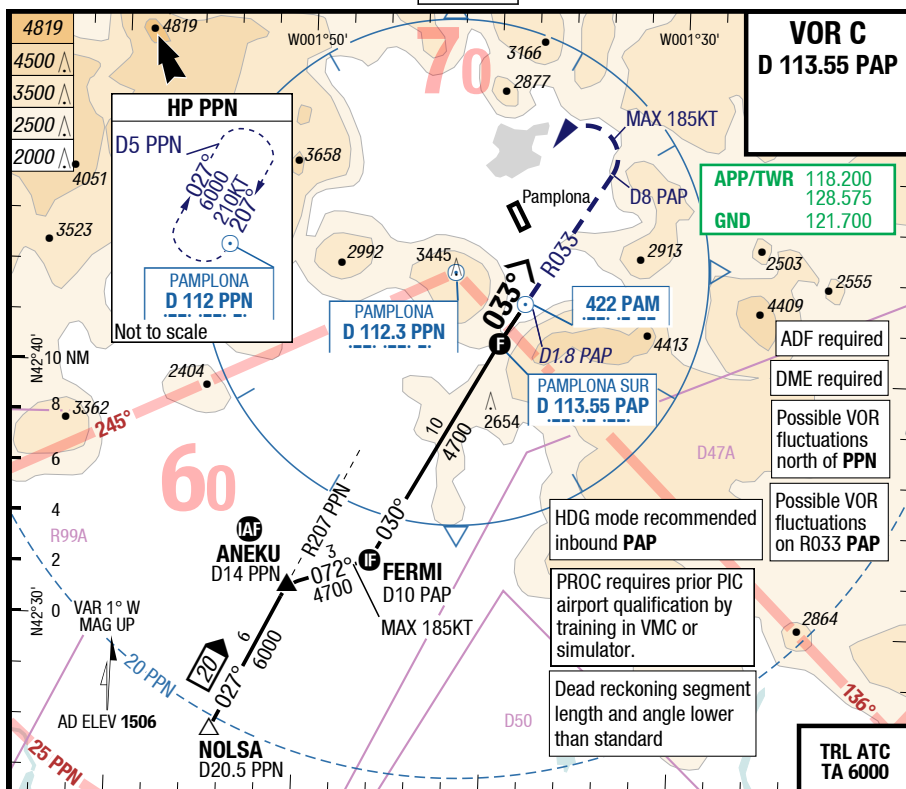 4819
4500
3500
2500
2000
4819
W001°50'
70
3166
2877
W001°30'
VOR C
D 113.55 PAP
HP PPN
D5 PPN
027°
6000
210KT
207°
PAMPLONA
D 112 PPN
Not to scale
4051
3658
3523
MAX 185KT
D8 PAP
APP/TWR 118.200
128.575
GND 121.700
Pamplona
R033
2992
3445
2913
2503
2555
4409
4413
PAMPLONA
D 112.3 PPN
033°
422 PAM
D1.8 PAP
F
PAMPLONA SUR
D 113.55 PAP
2654
ADF required
DME required
Possible VOR
fluctuations
north of PPN
Possible VOR
fluctuations
on R033 PAP
N42°40'
10 NM
8
6
4
2
0
N42°30'
2404
3362
245°
60
10
4700
030°
D47A
R99A
IAF
ANEKU
D14 PPN
R207 PPN
3
072°
4700
IF
FERMI
D10 PAP
MAX 185KT
HDG mode recommended
inbound PAP
PROC requires prior PIC
airport qualification by
training in VMC or
simulator.
Dead reckoning segment
length and angle lower
than standard
2864
136°
VAR 1° W
MAG UP
20 PPN
AD ELEV 1506
20
6
027°
6000
NOLSA
D20.5 PPN
D50
25 PPN
TRL ATC
TA 6000